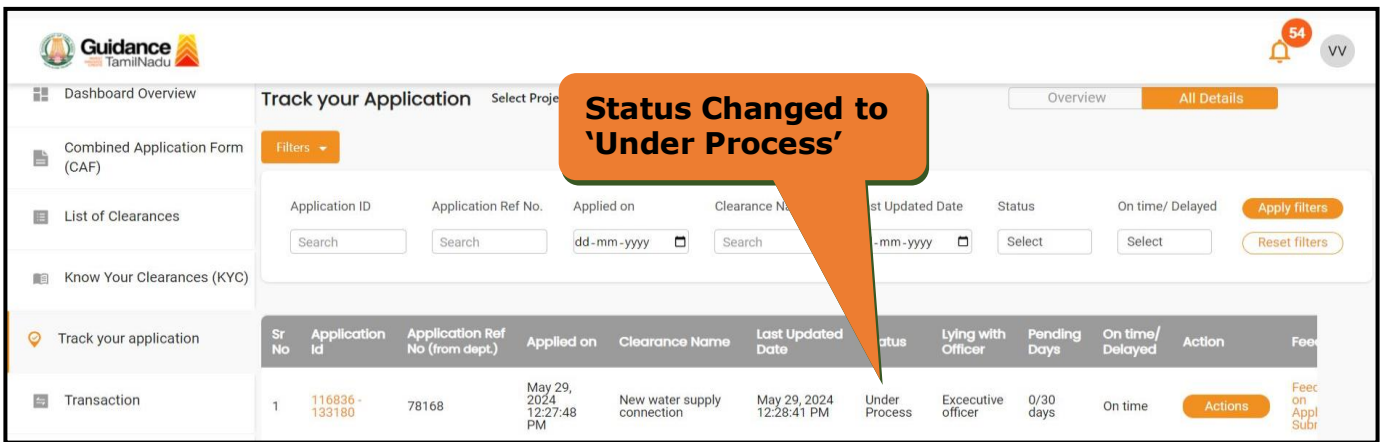 Guidance
TamilNadu
54
VV
Dashboard Overview
Combined Application Form
(CAF)
List of Clearances
Know Your Clearances (KYC)
Track your application
Transaction
Track your Application Select Proje
Overview All Details
Status Changed to
‘Under Process’
Filters
Application ID Application Ref No. Applied on Clearance Updated Date Status On time/ Delayed Apply filters
Search Search dd-mm-yyyy Search -mm-yyyy Select Select Reset filters
Sr
No
Application
Id
Application Ref
No (from dept.)
Applied on
Clearance Name
Last Updated
Date
atus
Lying with
Officer
Pending
Days
On time/
Delayed
Action
Fee
1
116836 -
133180
78168
May 29,
2024
12:27:48
PM
New water supply
connection
May 29, 2024
12:28:41 PM
Under
Process
Excecutive
officer
0/30
days
On time
Actions
Feed
on
Appl
Subr